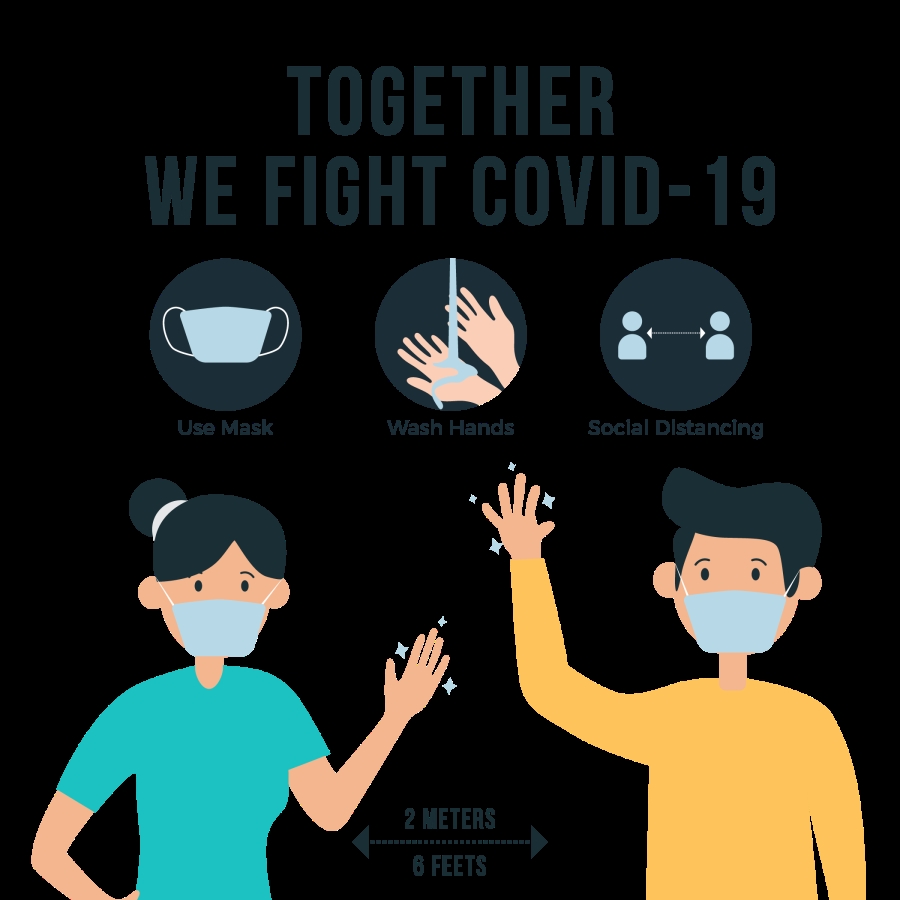 TOGETHER
WE FIGHT COVID-19
Use Mask
Wash Hands
Social Distancing
2 METERS
6 FEETS